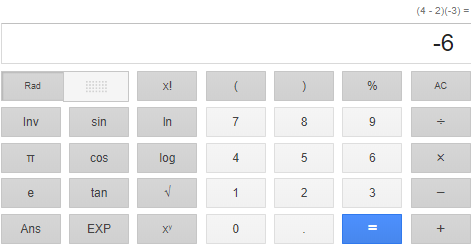 (4 - 2)(-3) =
-6
Rad x! ( ) % AC
Inv sin ln 7 8 9 ÷
π cos log 4 5 6 ×
e tan √ 1 2 3 −
Ans EXP xʸ 0 . = +